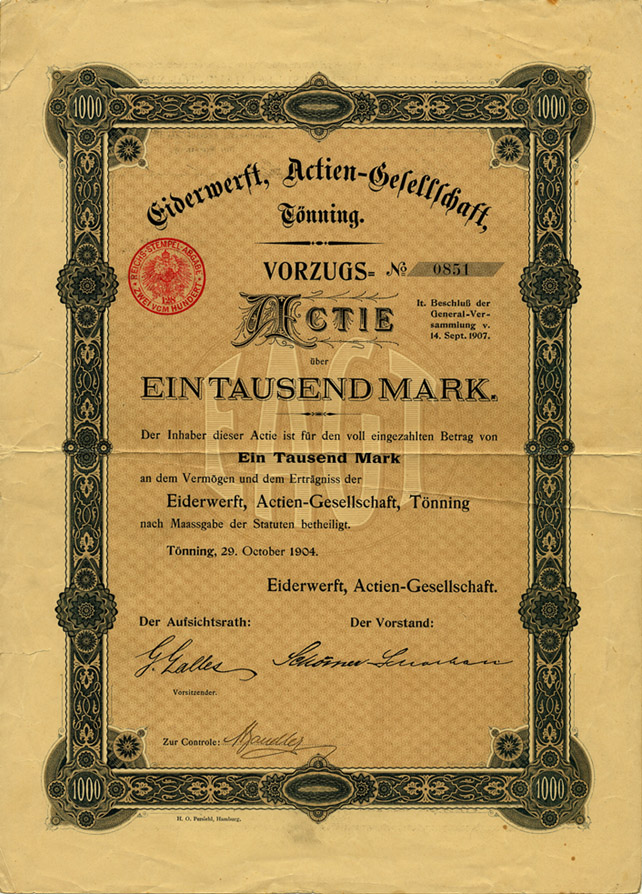 1000
1000
Eiderwerft, Actien-Gesellschaft,
Tönning.
REICHS-STEMPEL-ABGABE
128
ZWEI VOM HUNDERT
VORZUGS= No 0851
ACTIE
lt. Beschluß der
General-Ver-
sammlung v.
14. Sept. 1907.
über
EIN TAUSEND MARK.
Der Inhaber dieser Actie ist für den voll eingezahlten Betrag von
Ein Tausend Mark
an dem Vermögen und dem Erträgniss der
Eiderwerft, Actien-Gesellschaft, Tönning
nach Maassgabe der Statuten betheiligt.
Tönning, 29. October 1904.
Eiderwerft, Actien-Gesellschaft.
Der Aufsichtsrath: Der Vorstand:
Vorsitzender.
Zur Controle:
1000
1000
H. O. Persiehl, Hamburg.